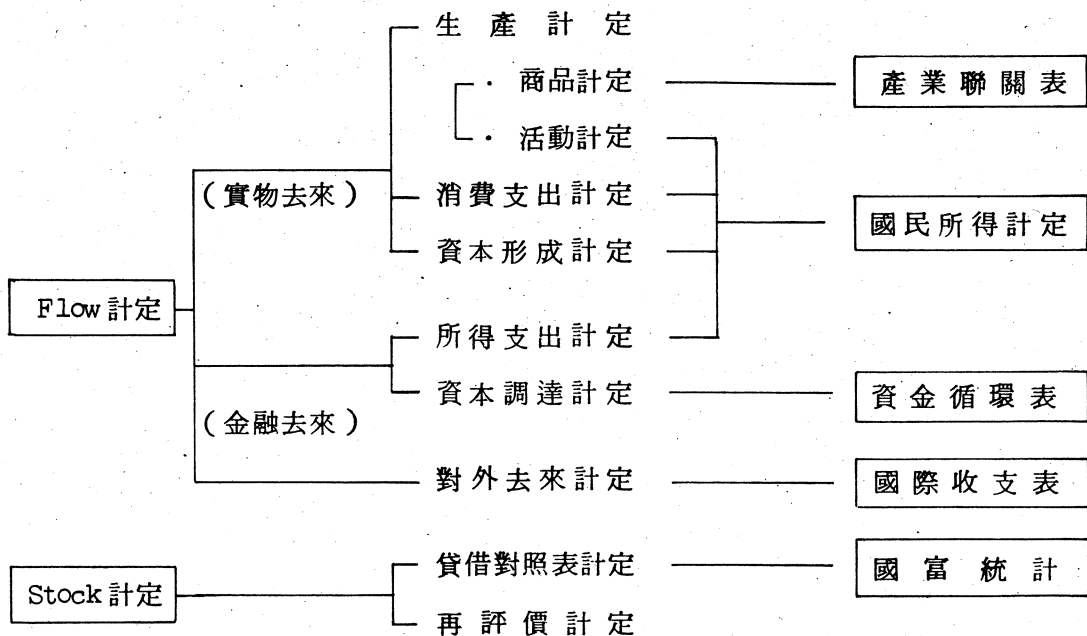 生產計定
· 商品計定
產業聯關表
· 活動計定
(實物去來)
消費支出計定
國民所得計定
資本形成計定
Flow計定
所得支出計定
資本調達計定
資金循環表
(金融去來)
對外去來計定
國際收支表
貸借對照表計定
國富統計
Stock計定
再評價計定